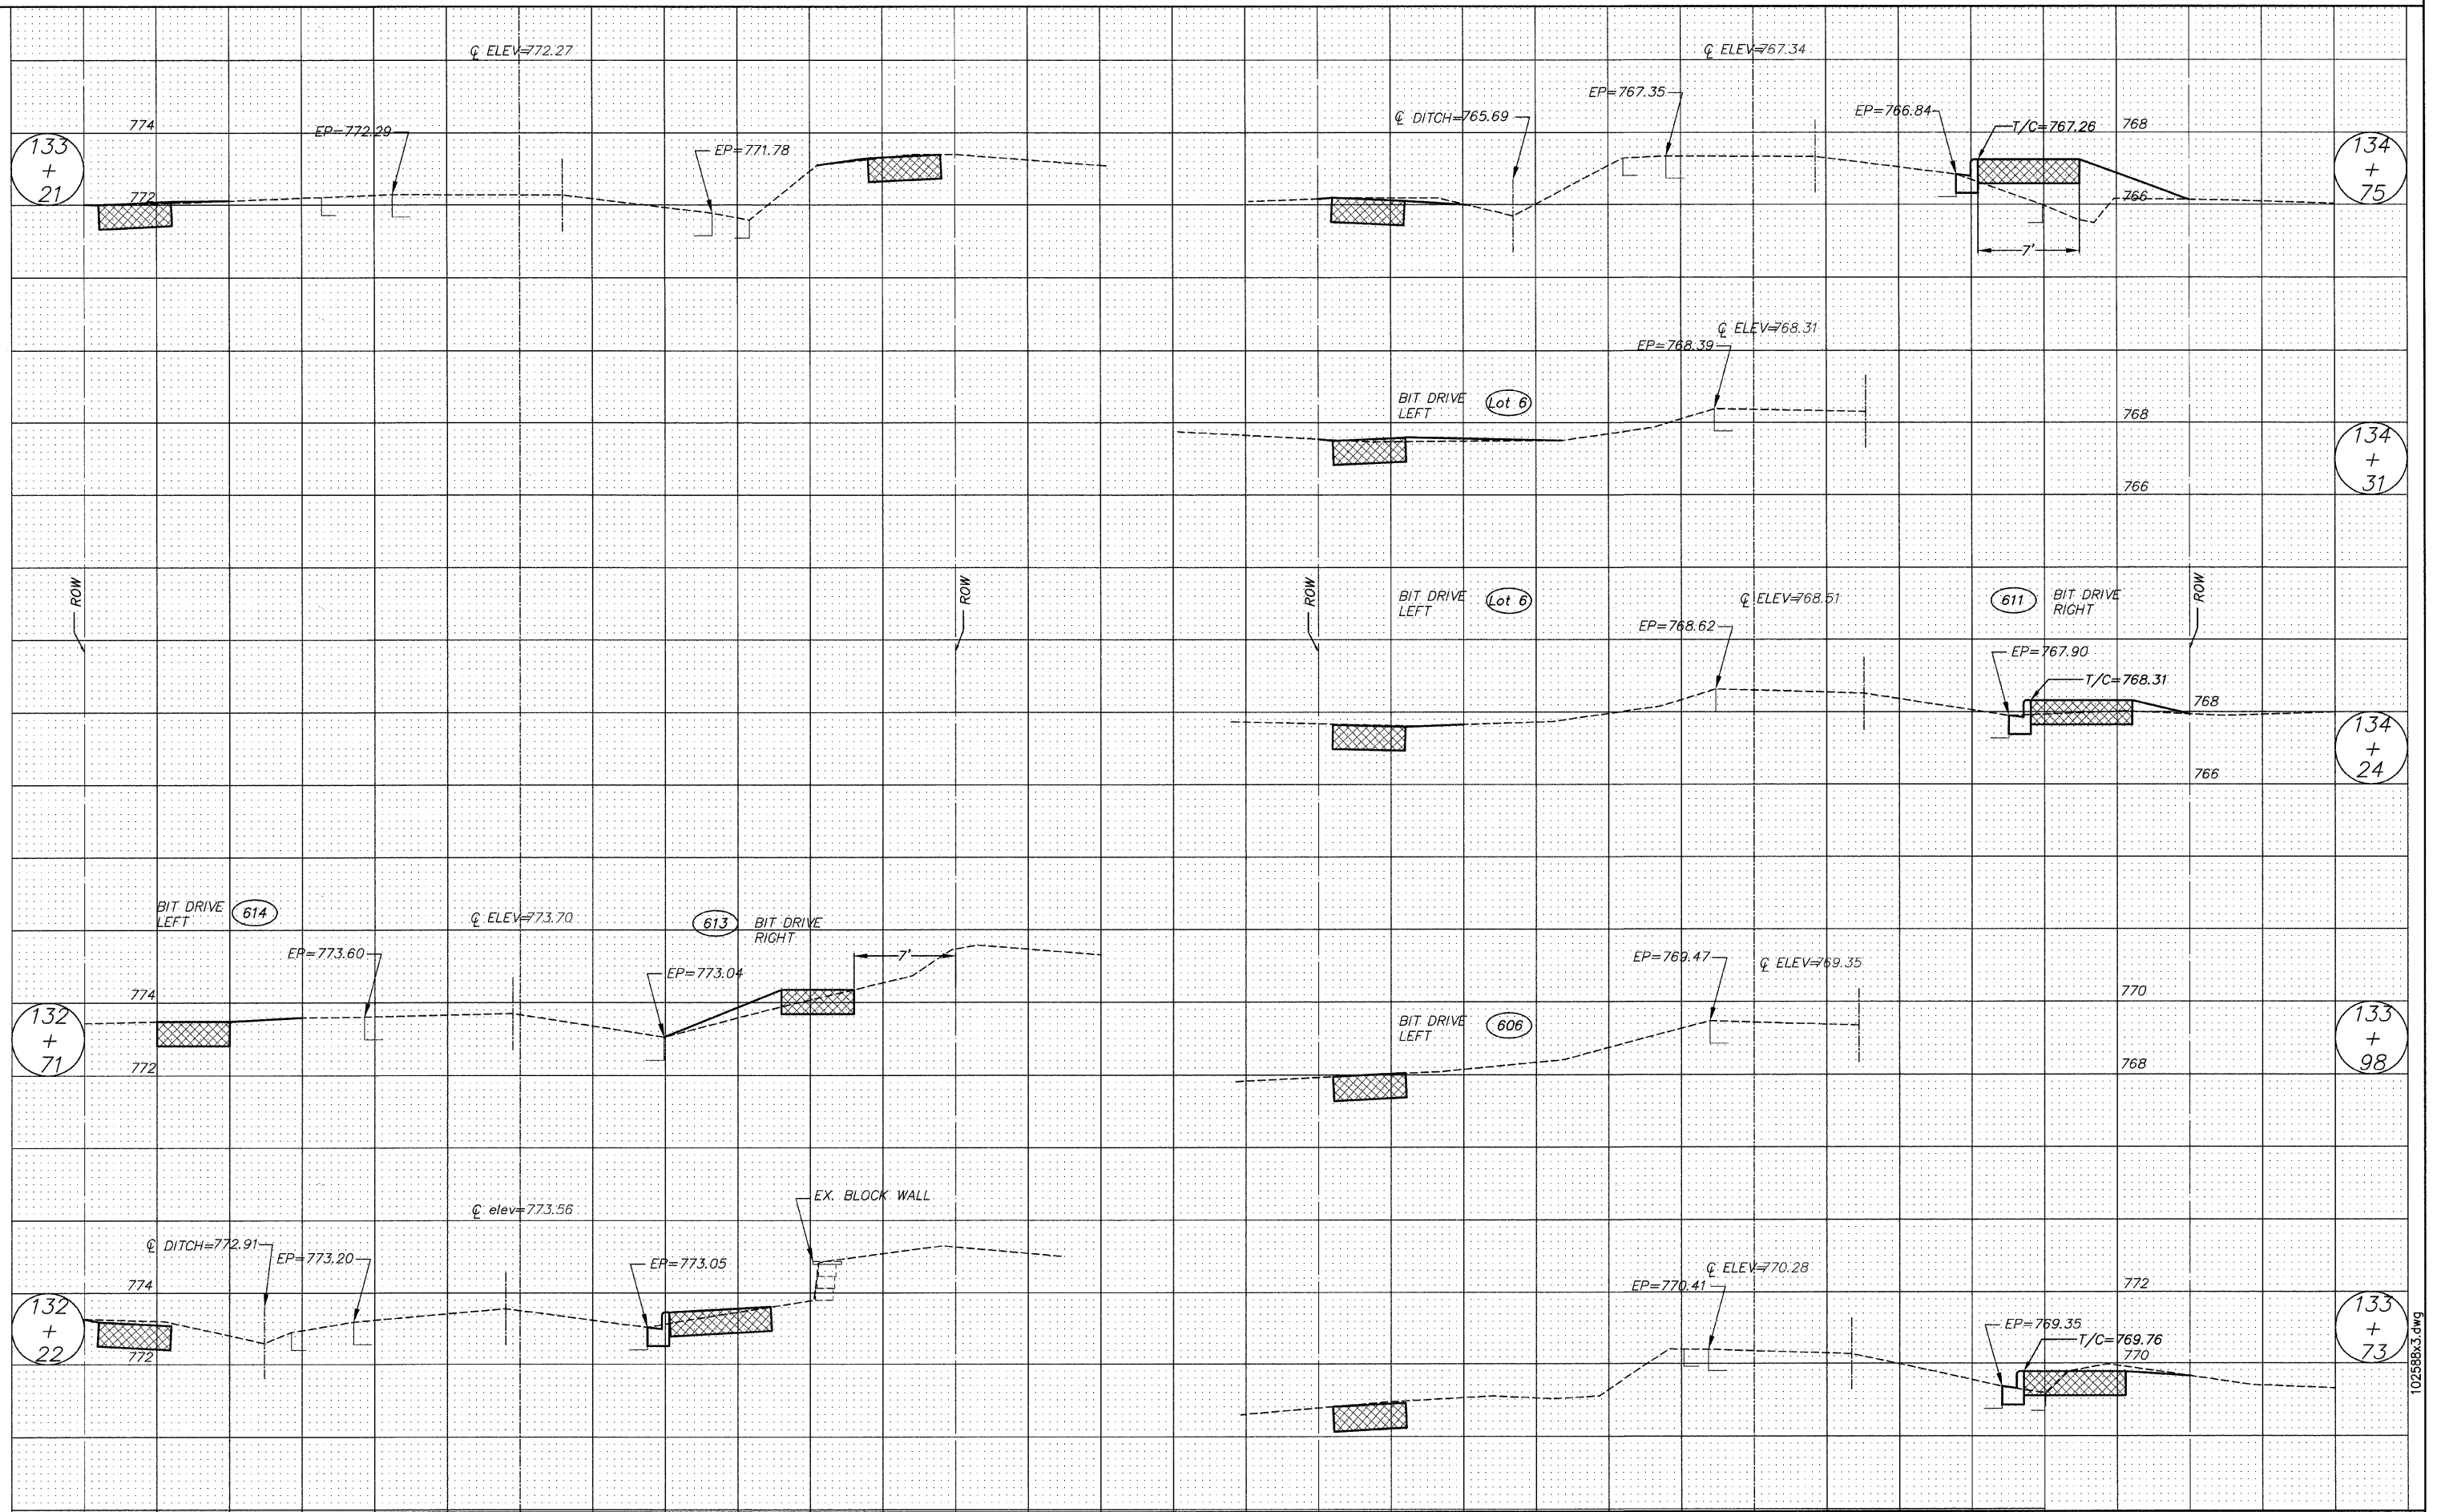 ℄ ELEV=772.27
774
EP=772.29
EP=771.78
133
+
21
772
℄ ELEV=767.34
EP=767.35
℄ DITCH=765.69
EP=766.84
T/C=767.26
768
134
+
75
766
7'
℄ ELEV=768.31
EP=768.39
BIT DRIVE
LEFT
Lot 6
768
134
+
31
766
ROW
ROW
ROW
BIT DRIVE
LEFT
Lot 6
℄ ELEV=768.51
611
BIT DRIVE
RIGHT
ROW
EP=768.62
EP=767.90
T/C=768.31
768
134
+
24
766
BIT DRIVE
LEFT
614
℄ ELEV=773.70
613
BIT DRIVE
RIGHT
EP=773.60
7'
EP=773.04
774
132
+
71
772
EP=769.47
℄ ELEV=769.35
770
BIT DRIVE
LEFT
606
133
+
98
768
EX. BLOCK WALL
℄ elev=773.56
℄ DITCH=772.91
EP=773.20
EP=773.05
774
132
+
22
772
℄ ELEV=770.28
EP=770.41
772
EP=769.35
T/C=769.76
770
133
+
73
102588x3.dwg